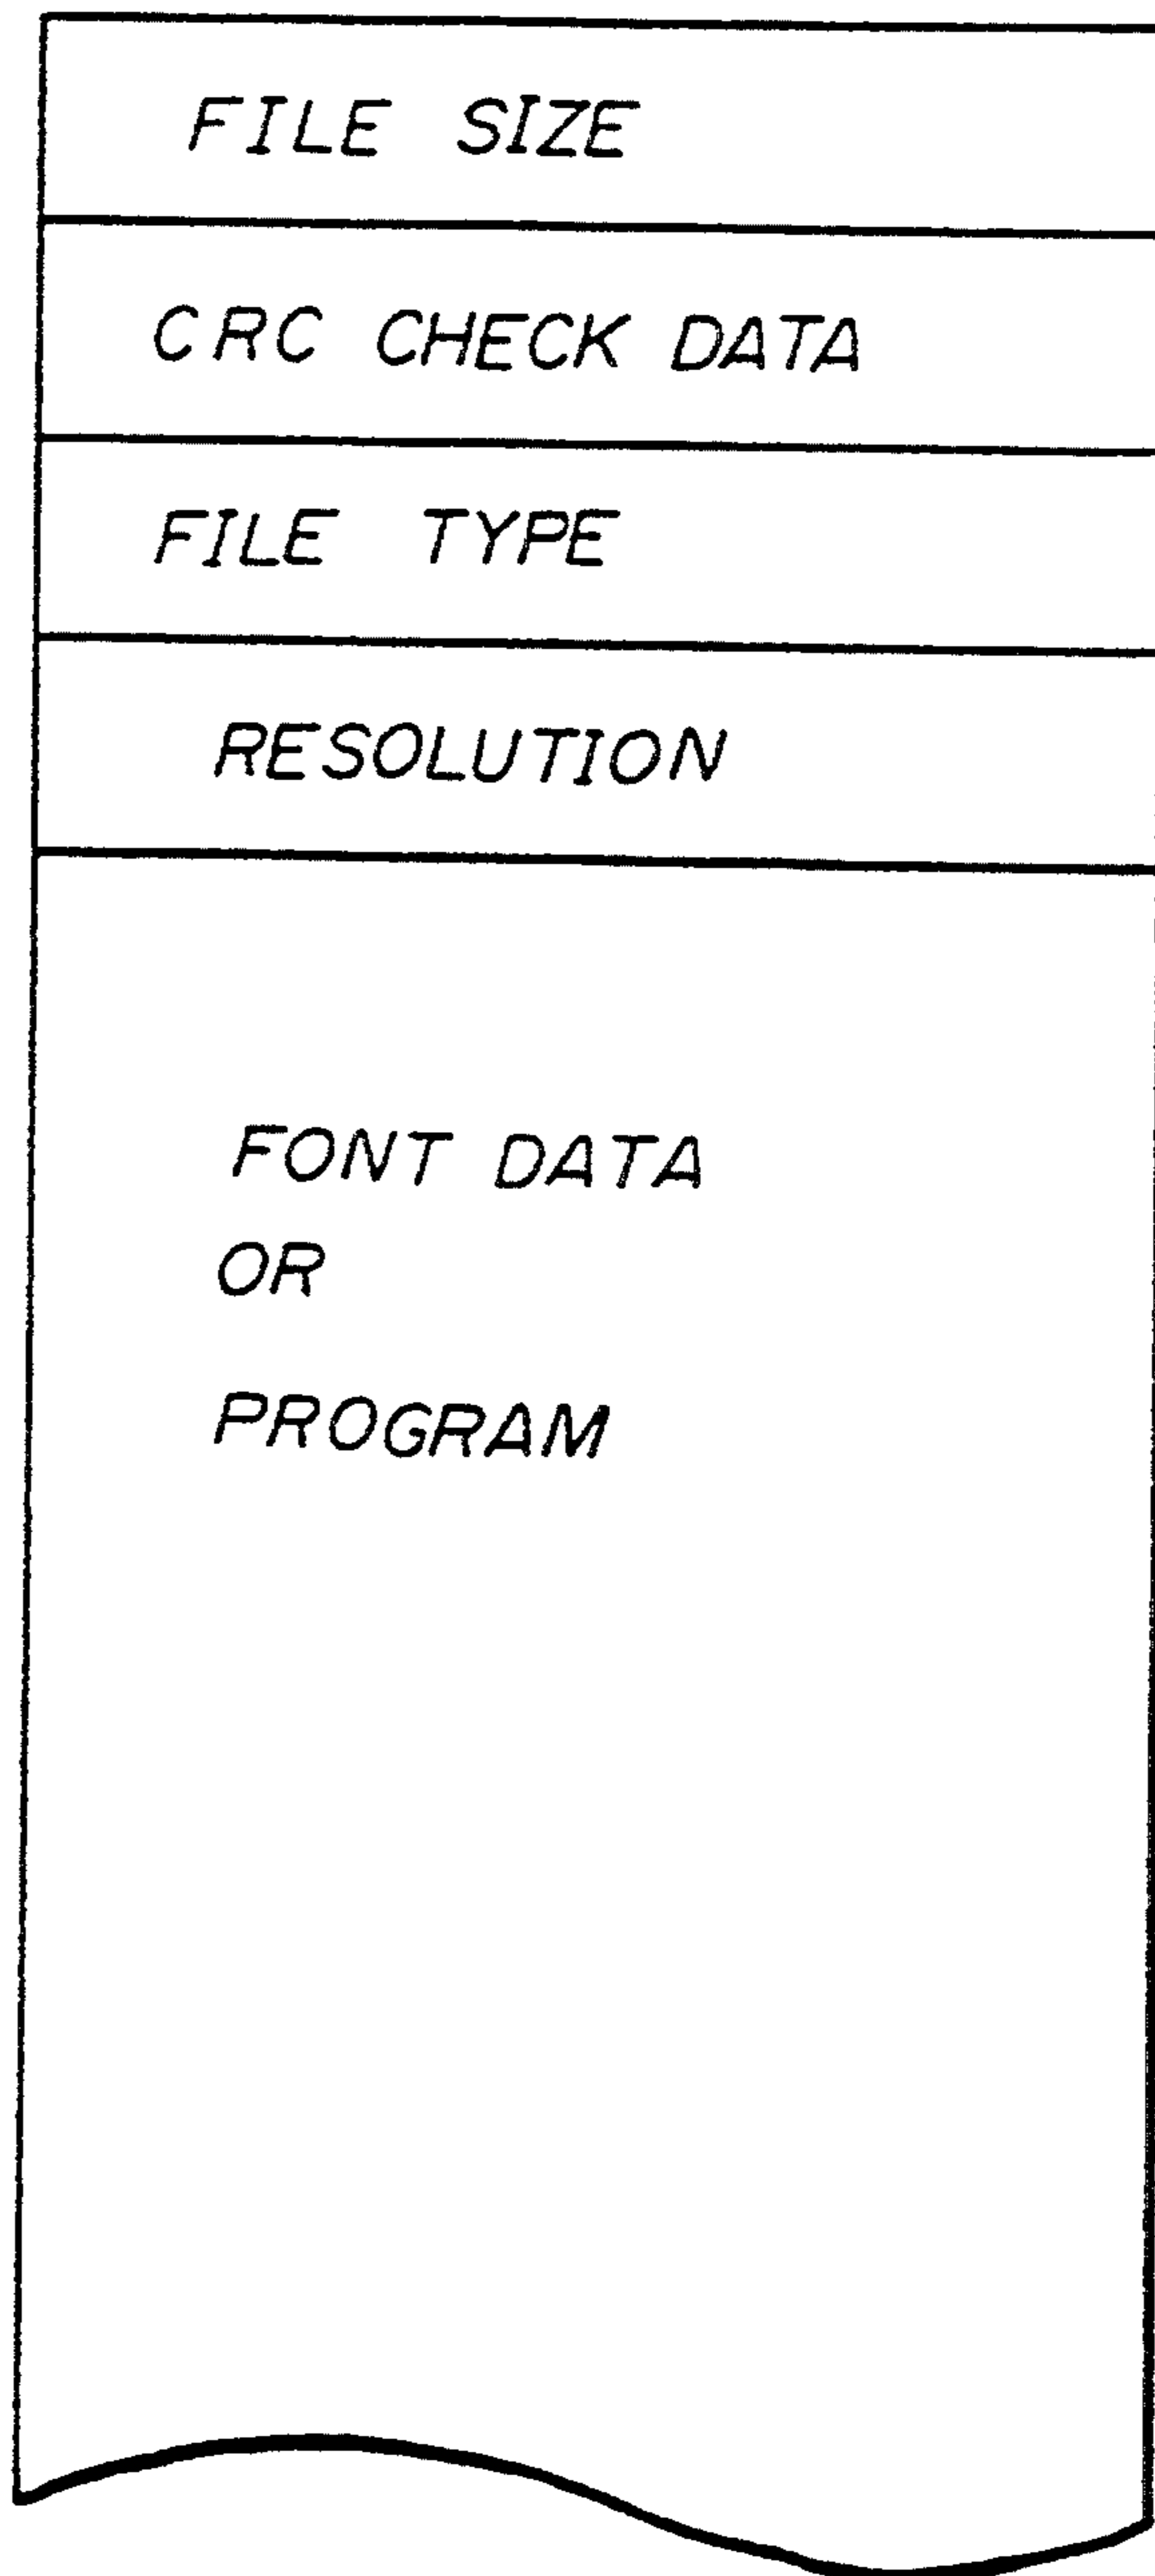 FILE SIZE
CRC CHECK DATA
FILE TYPE
RESOLUTION
FONT DATA
OR
PROGRAM